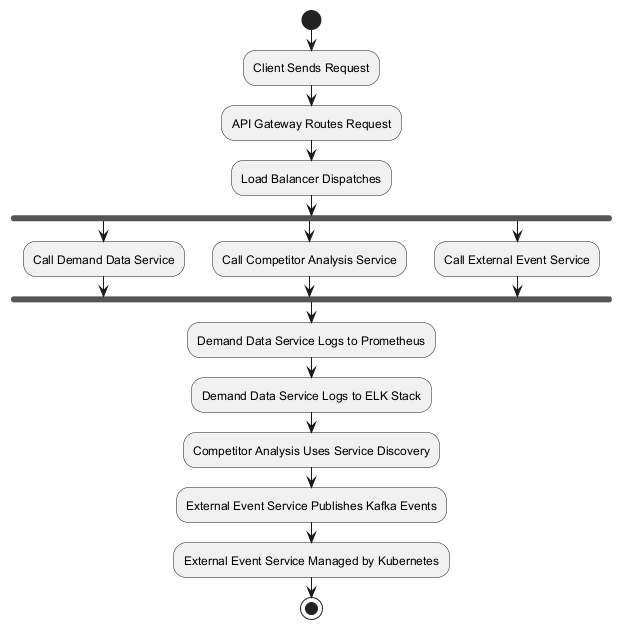 Client Sends Request
API Gateway Routes Request
Load Balancer Dispatches
Call Demand Data Service
Call Competitor Analysis Service
Call External Event Service
Demand Data Service Logs to Prometheus
Demand Data Service Logs to ELK Stack
Competitor Analysis Uses Service Discovery
External Event Service Publishes Kafka Events
External Event Service Managed by Kubernetes